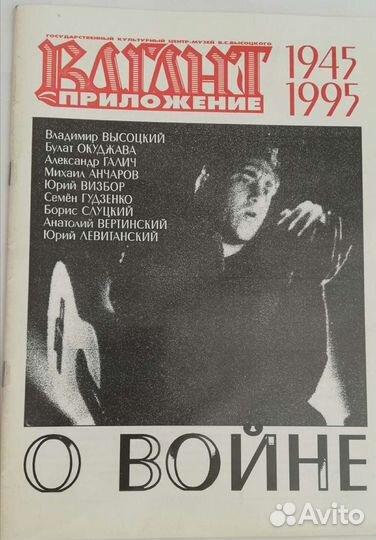 ГОСУДАРСТВЕННЫЙ КУЛЬТУРНЫЙ ЦЕНТР-МУЗЕЙ В.С.ВЫСОЦКОГО
ВАГАНТ
ПРИЛОЖЕНИЕ
1945
1995
Владимир ВЫСОЦКИЙ
Булат ОКУДЖАВА
Александр ГАЛИЧ
Михаил АНЧАРОВ
Юрий ВИЗБОР
Семён ГУДЗЕНКО
Борис СЛУЦКИЙ
Анатолий ВЕРТИНСКИЙ
Юрий ЛЕВИТАНСКИЙ
О ВОЙНЕ
Avito